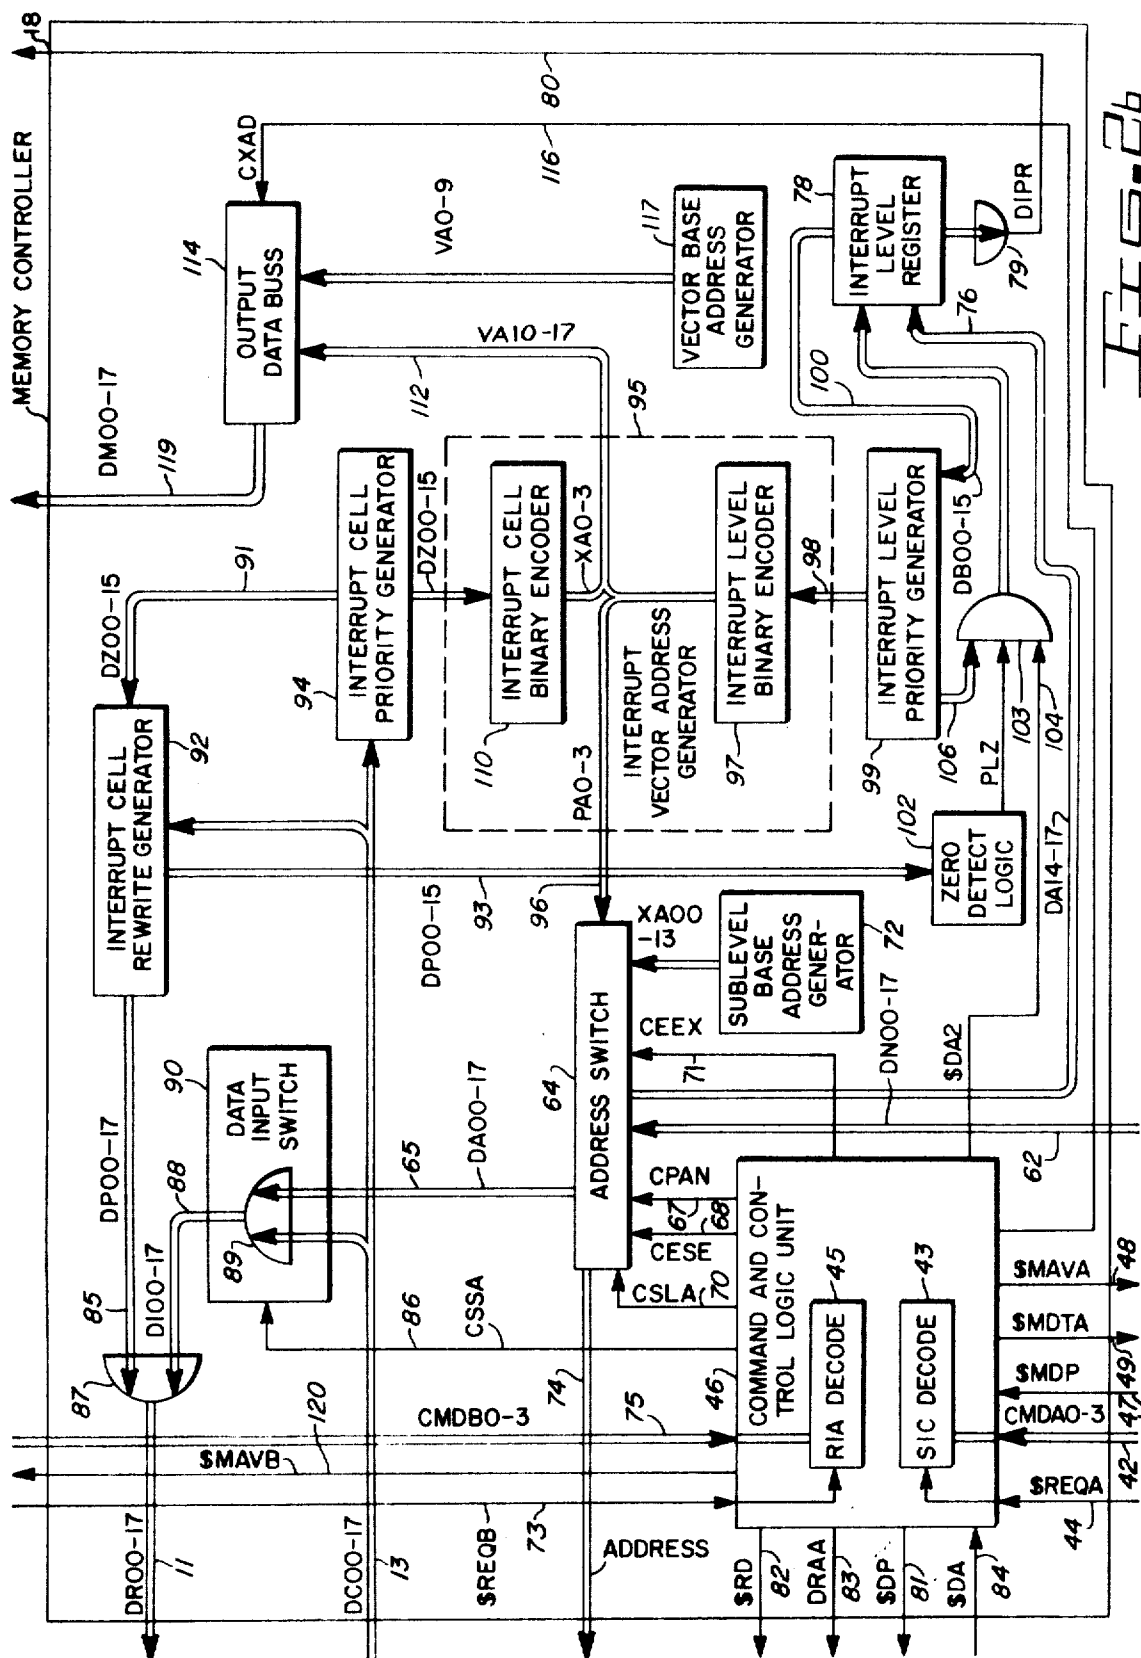 MEMORY CONTROLLER
18
DM00-17
119
114
OUTPUT
DATA BUSS
CXAD
80
116
VA0-9
VA10-17
112
117
VECTOR BASE
ADDRESS
GENERATOR
78
INTERRUPT
LEVEL
REGISTER
79
DIPR
76
100
FIG-2b
DZ00-15
91
92
INTERRUPT CELL
REWRITE GENERATOR
94
INTERRUPT CELL
PRIORITY GENERATOR
DZ00-15
95
110
INTERRUPT CELL
BINARY ENCODER
XA0-3
PA0-3
INTERRUPT
VECTOR ADDRESS
GENERATOR
97
INTERRUPT LEVEL
BINARY ENCODER
98
99
INTERRUPT LEVEL
PRIORITY GENERATOR
DB00-15
106
PLZ
103
104
102
ZERO
DETECT
LOGIC
DA14-17
93
DP00-15
96
XA00
-13
SUBLEVEL
BASE
ADDRESS
GENER-
ATOR
72
CEEX
71
DN00-17
$DA2
62
DP00-17
85
DI00-17
88
87
90
DATA
INPUT
SWITCH
89
65
DA00-17
64
ADDRESS SWITCH
CPAN
67
68
CESE
CSLA
70
86
CSSA
74
46
COMMAND AND CON-
TROL LOGIC UNIT
45
RIA DECODE
43
SIC DECODE
$MAVA
48
$MDTA
49
$MDP
47
CMDA0-3
42
$REQA
44
CMDB0-3
75
120
$MAVB
$REQB
73
ADDRESS
DR00-17
11
DC00-17
13
$RD
82
DRAA
83
$DP
81
$DA
84